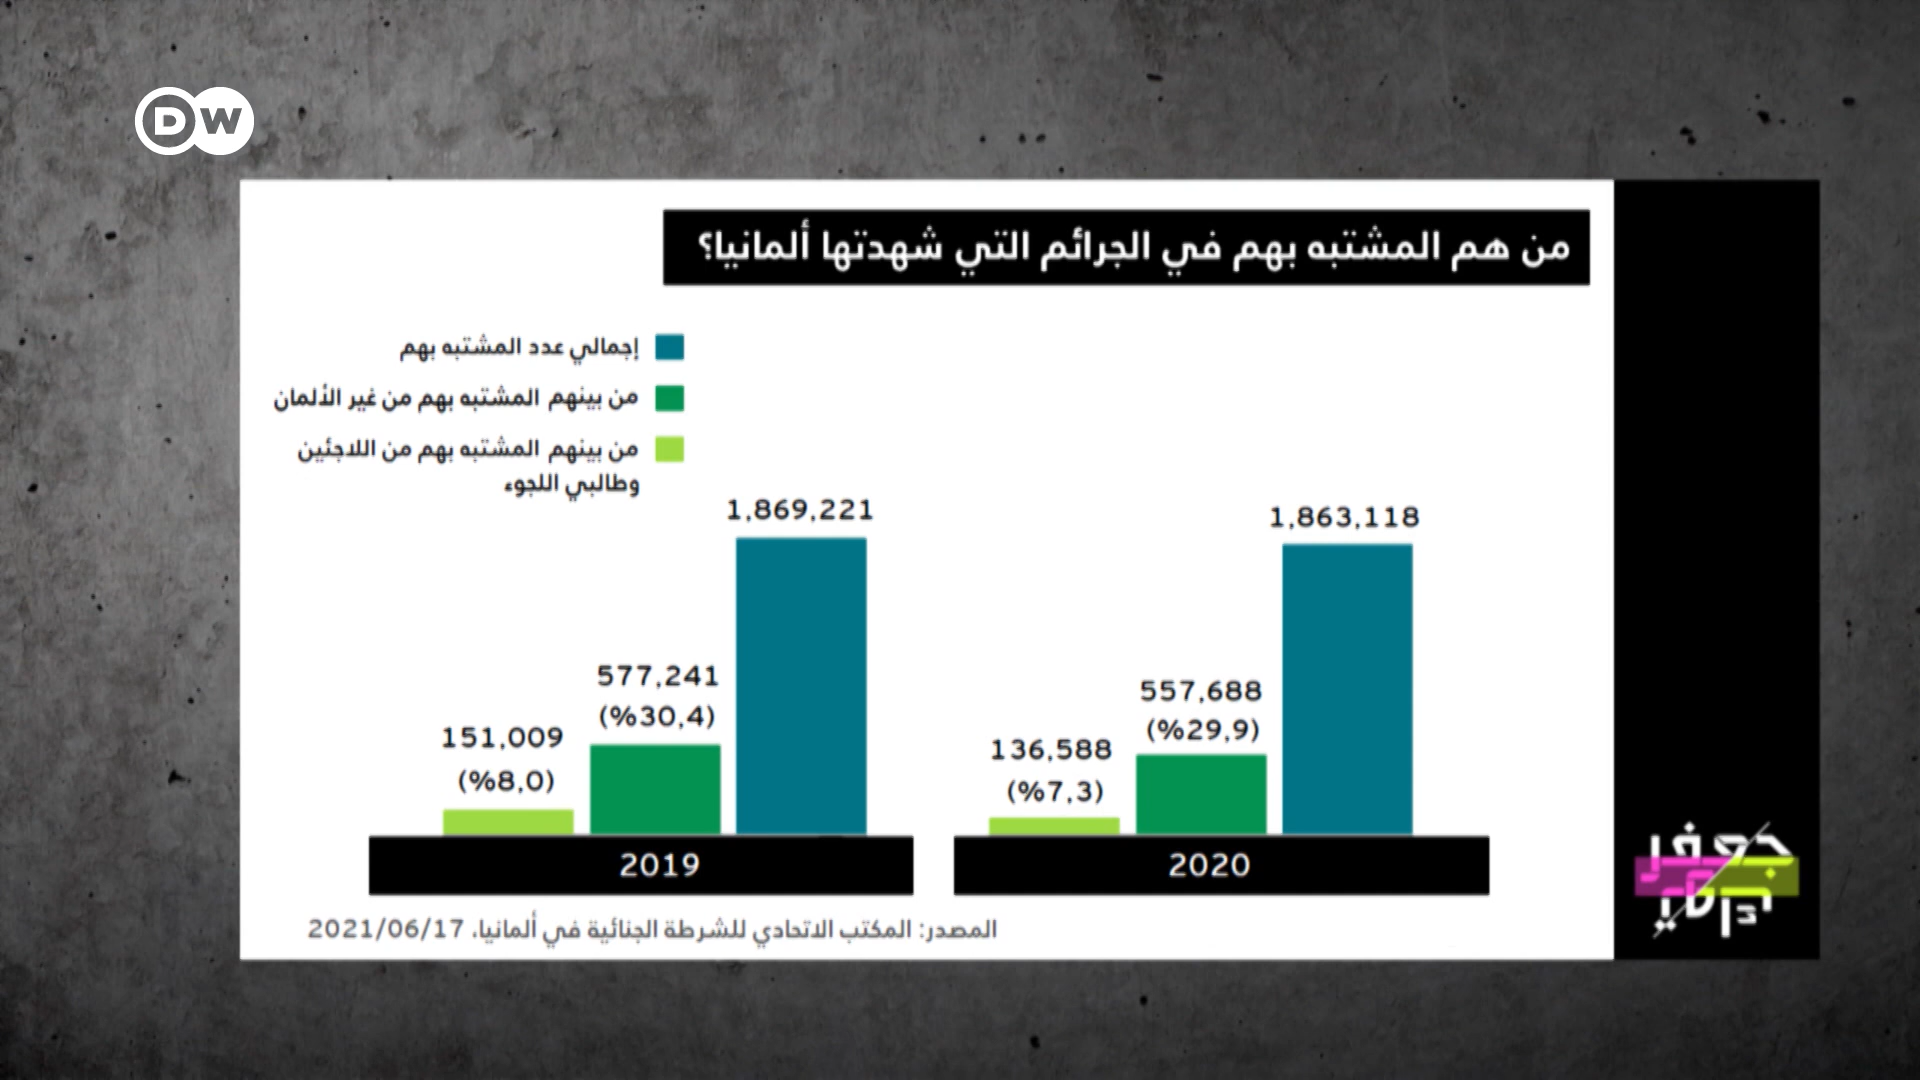 DW
من هم المشتبه بهم في الجرائم التي شهدتها ألمانيا؟
إجمالي عدد المشتبه بهم
من بينهم المشتبه بهم من غير الألمان
من بينهم المشتبه بهم من اللاجئين
وطالبي اللجوء
1,869,221
577,241
(%30,4)
151,009
(%8,0)
2019
1,863,118
557,688
(%29,9)
136,588
(%7,3)
2020
المصدر: المكتب الاتحادي للشرطة الجنائية في ألمانيا، 2021/06/17
جعفر
توك